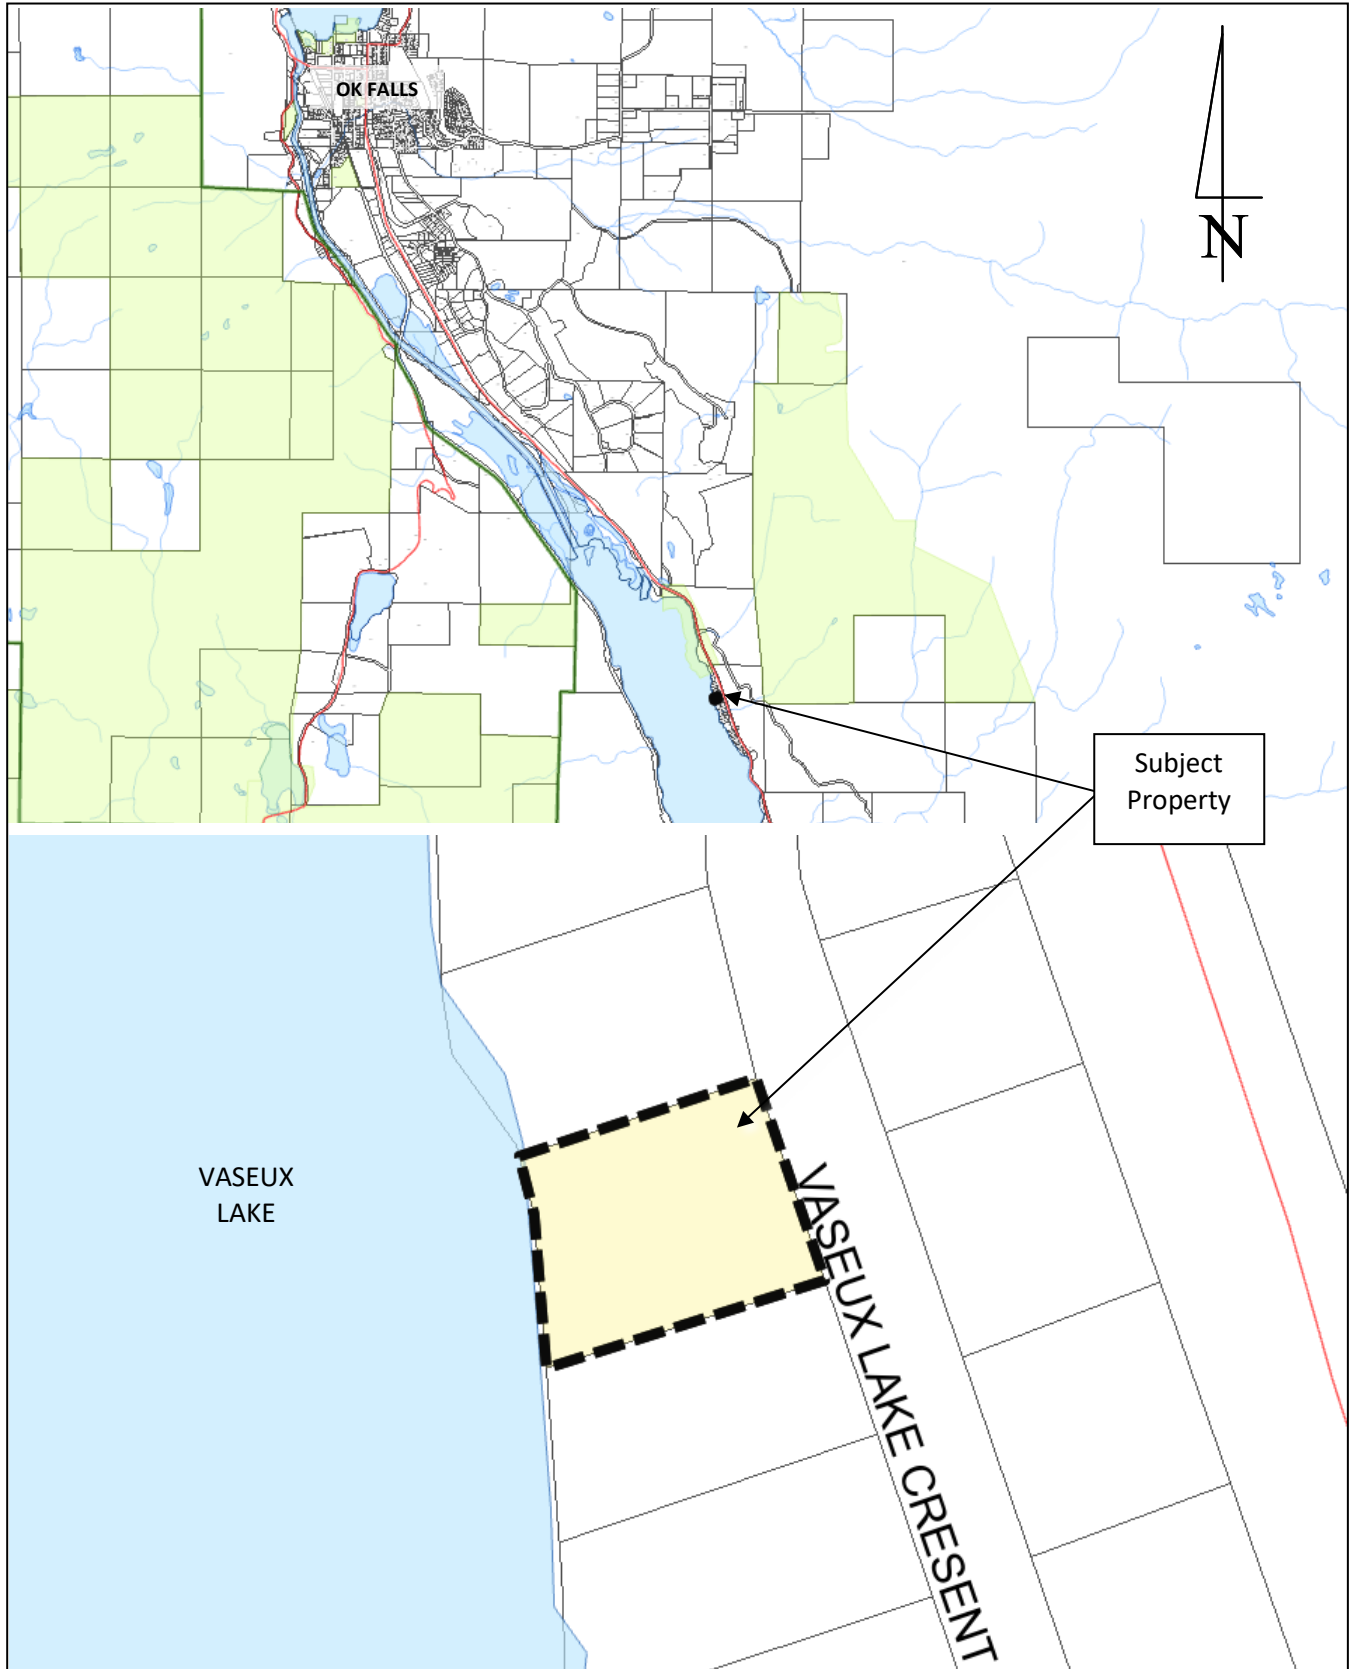 OK FALLS
N
Subject
Property
VASEUX
LAKE
VASEUX LAKE CRESENT